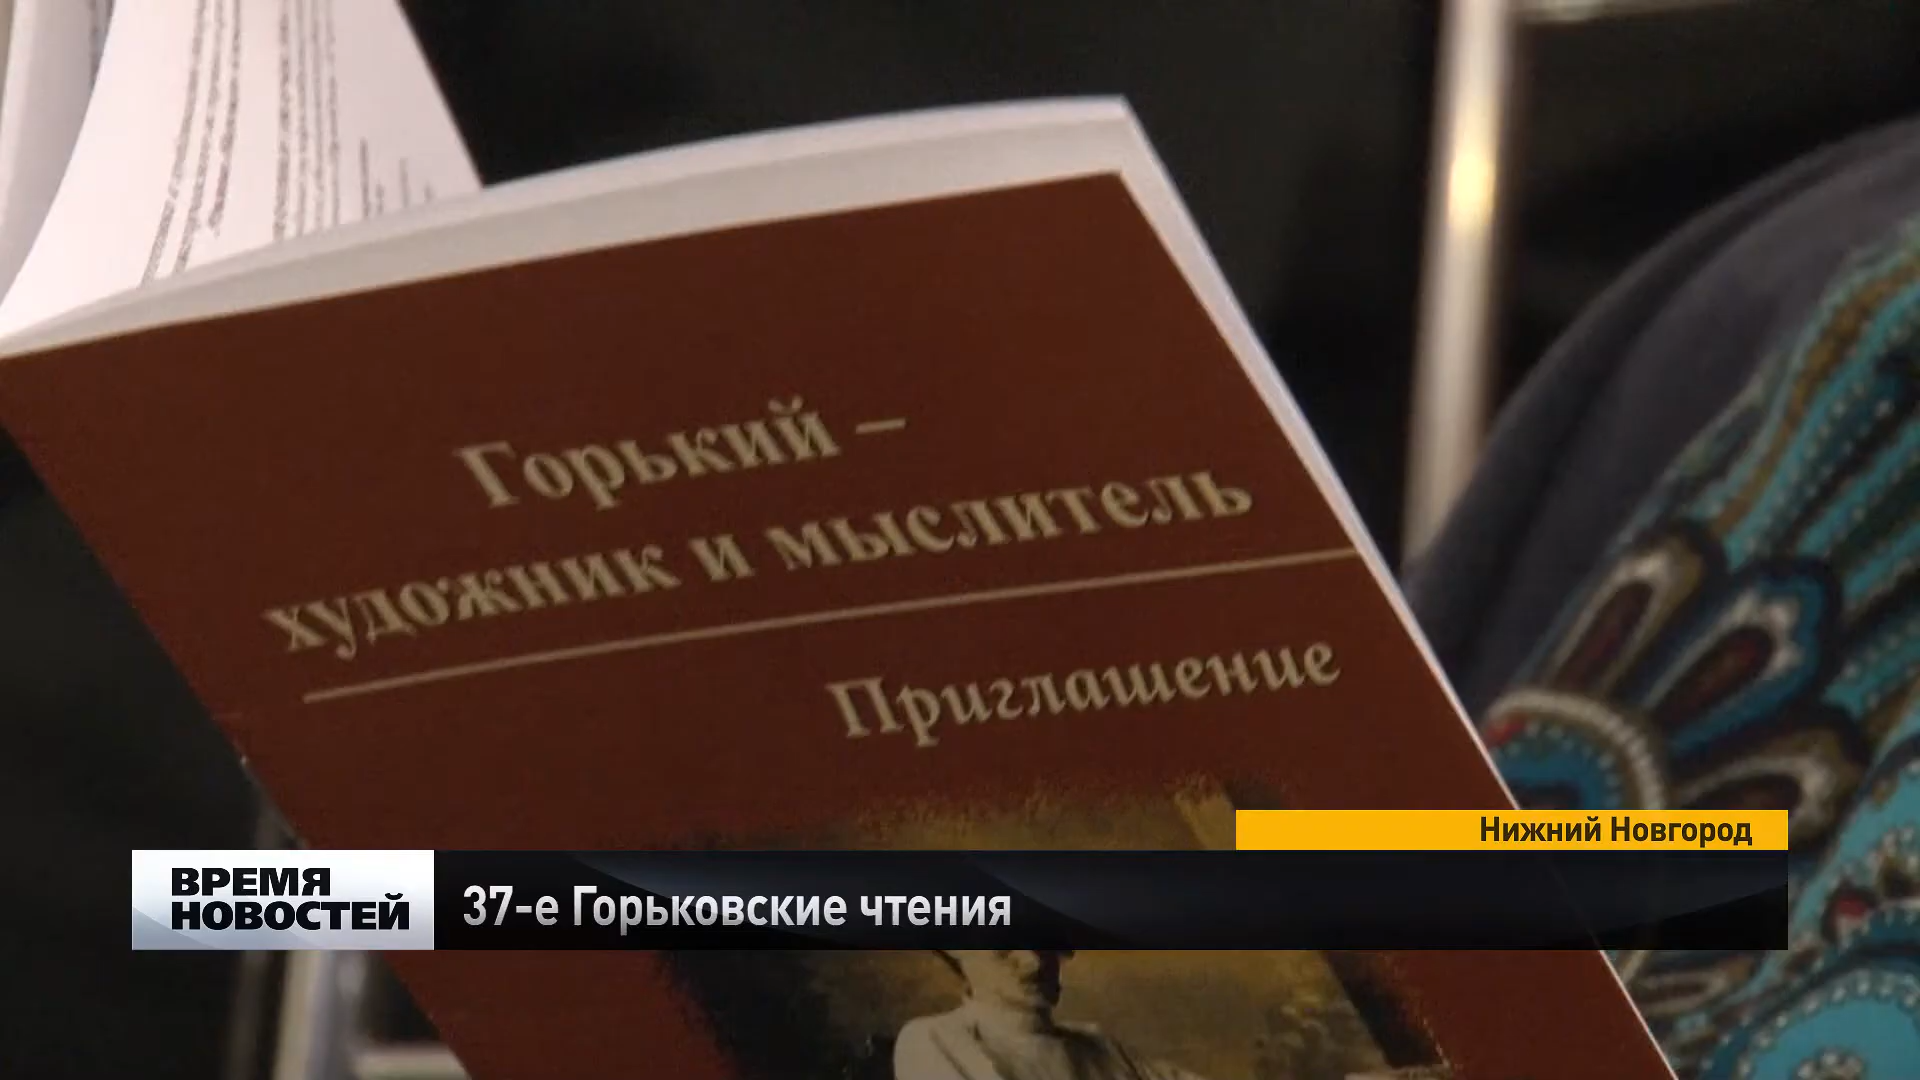 Горький –
художник и мыслитель
Приглашение
Нижний Новгород
ВРЕМЯ
НОВОСТЕЙ
37-е Горьковские чтения